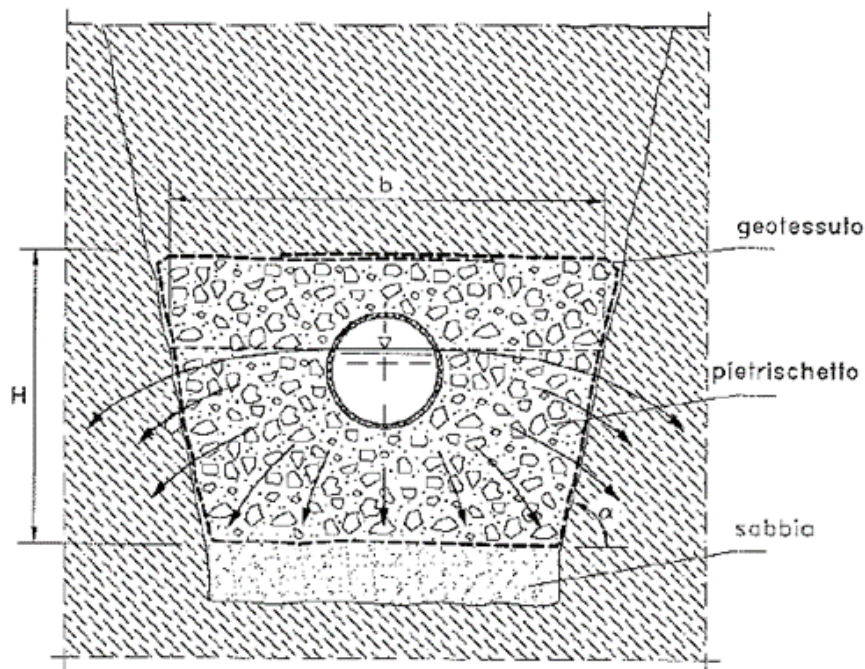 b
geotessuto
H
pietrischetto
α
sabbia